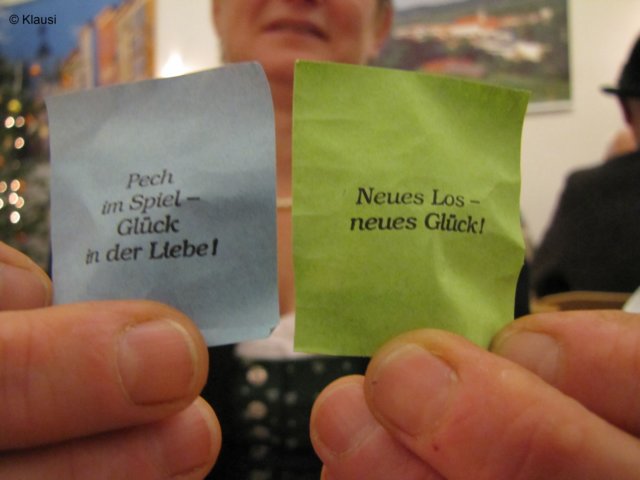 © Klausi
Pech
im Spiel –
Glück
in der Liebe!
Neues Los –
neues Glück!